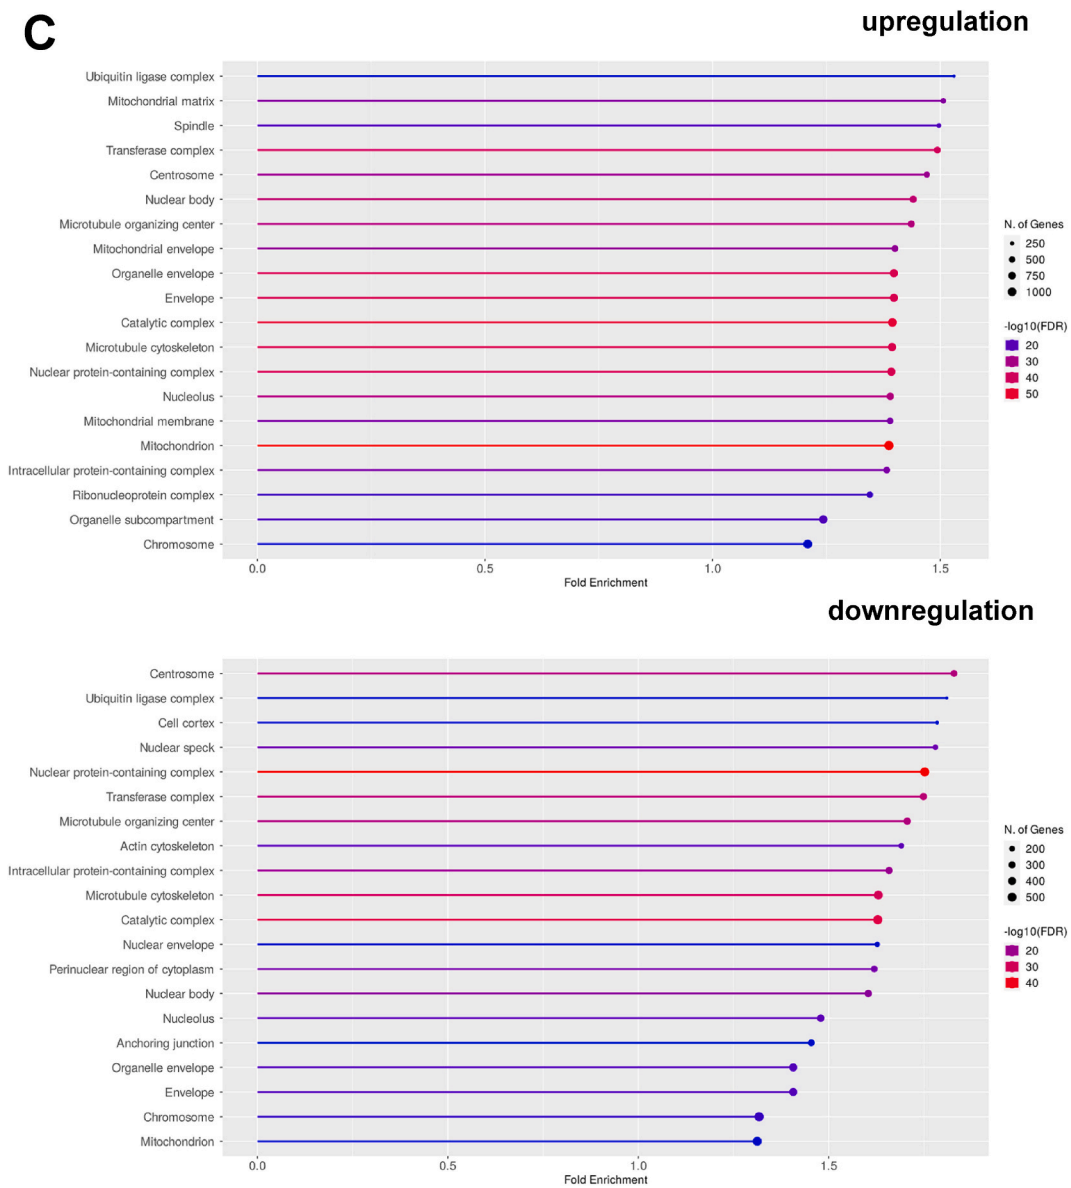 C
upregulation
Ubiquitin ligase complex
Mitochondrial matrix
Spindle
Transferase complex
Centrosome
Nuclear body
Microtubule organizing center
Mitochondrial envelope
Organelle envelope
Envelope
Catalytic complex
Microtubule cytoskeleton
Nuclear protein-containing complex
Nucleolus
Mitochondrial membrane
Mitochondrion
Intracellular protein-containing complex
Ribonucleoprotein complex
Organelle subcompartment
Chromosome
0.0 0.5 1.0 1.5
Fold Enrichment
N. of Genes
250
500
750
1000
-log10(FDR)
20
30
40
50
downregulation
Centrosome
Ubiquitin ligase complex
Cell cortex
Nuclear speck
Nuclear protein-containing complex
Transferase complex
Microtubule organizing center
Actin cytoskeleton
Intracellular protein-containing complex
Microtubule cytoskeleton
Catalytic complex
Nuclear envelope
Perinuclear region of cytoplasm
Nuclear body
Nucleolus
Anchoring junction
Organelle envelope
Envelope
Chromosome
Mitochondrion
0.0 0.5 1.0 1.5
Fold Enrichment
N. of Genes
200
300
400
500
-log10(FDR)
20
30
40